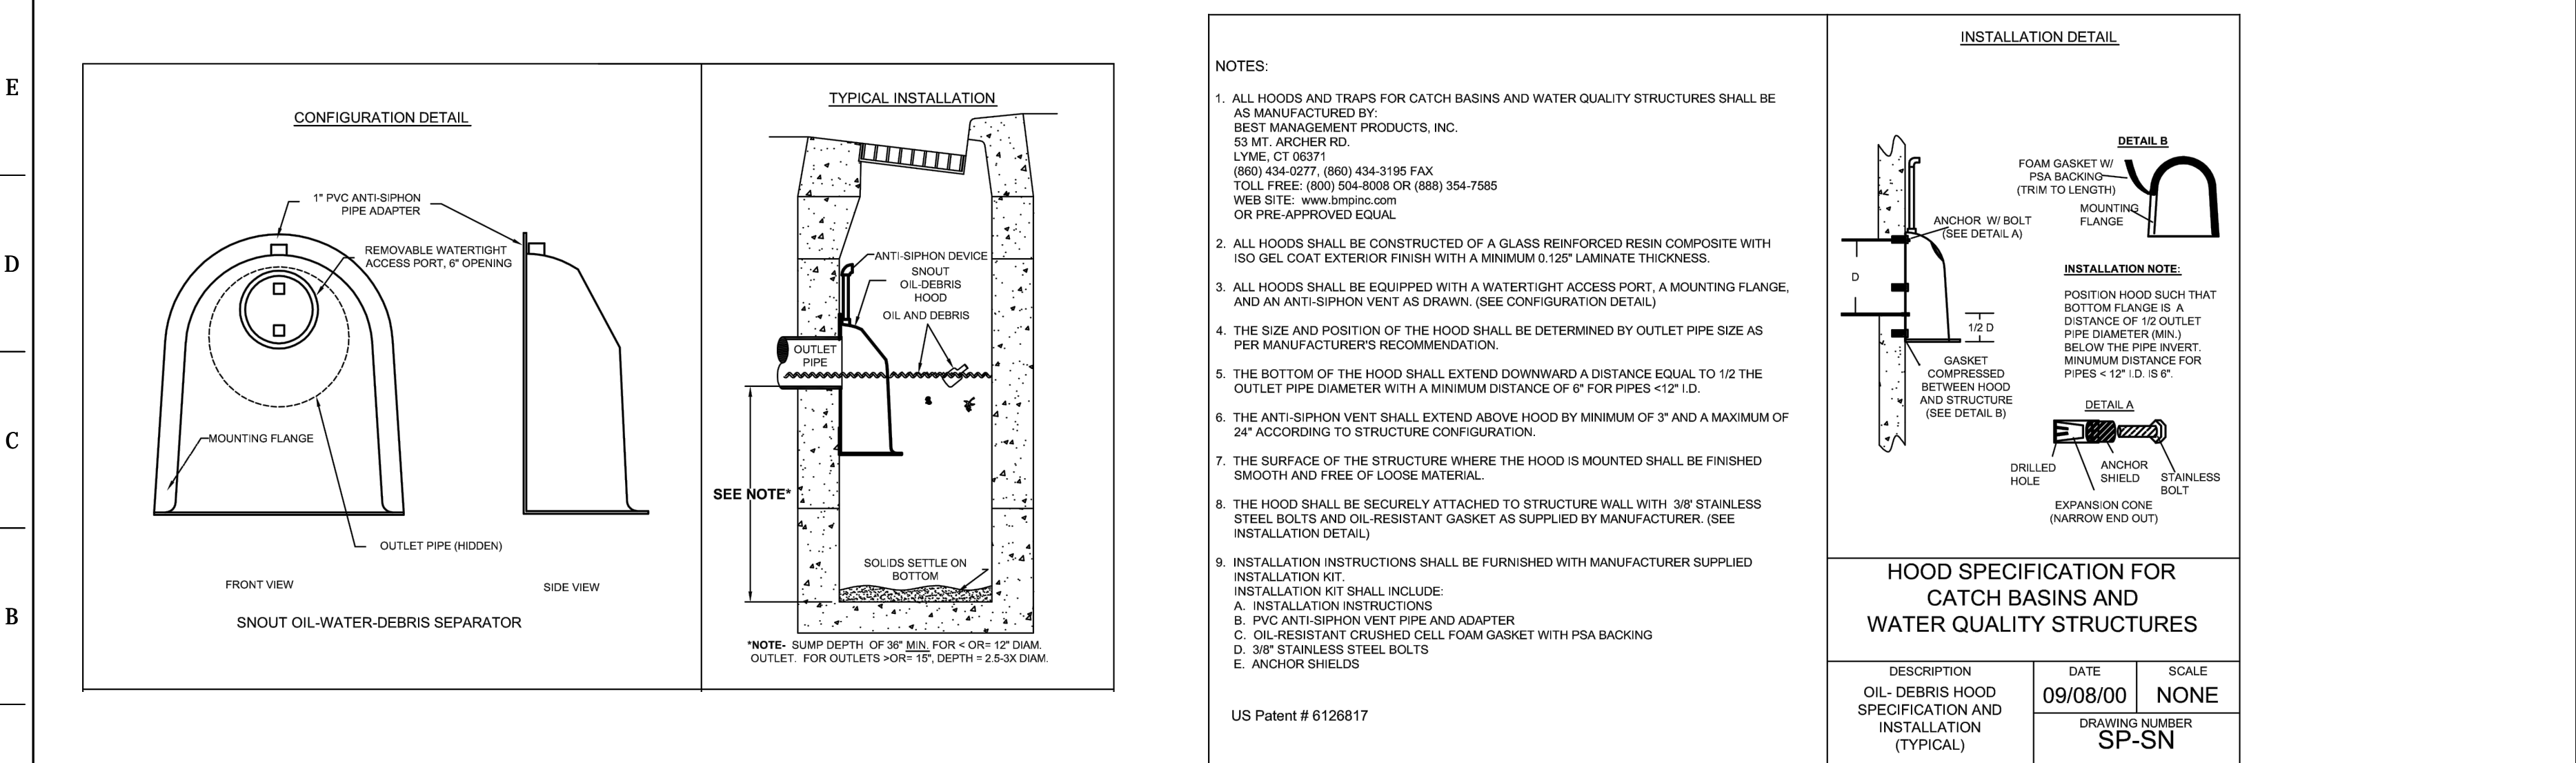 E
D
C
B
CONFIGURATION DETAIL
1" PVC ANTI-SIPHON
PIPE ADAPTER
REMOVABLE WATERTIGHT
ACCESS PORT, 6" OPENING
MOUNTING FLANGE
OUTLET PIPE (HIDDEN)
FRONT VIEW
SIDE VIEW
SNOUT OIL-WATER-DEBRIS SEPARATOR
TYPICAL INSTALLATION
ANTI-SIPHON DEVICE
SNOUT
OIL-DEBRIS
HOOD
OIL AND DEBRIS
OUTLET
PIPE
SEE NOTE*
SOLIDS SETTLE ON
BOTTOM
*NOTE- SUMP DEPTH OF 36" MIN. FOR < OR= 12" DIAM.
OUTLET. FOR OUTLETS >OR= 15", DEPTH = 2.5-3X DIAM.
NOTES:
1. ALL HOODS AND TRAPS FOR CATCH BASINS AND WATER QUALITY STRUCTURES SHALL BE
AS MANUFACTURED BY:
BEST MANAGEMENT PRODUCTS, INC.
53 MT. ARCHER RD.
LYME, CT 06371
(860) 434-0277, (860) 434-3195 FAX
TOLL FREE: (800) 504-8008 OR (888) 354-7585
WEB SITE: www.bmpinc.com
OR PRE-APPROVED EQUAL
2. ALL HOODS SHALL BE CONSTRUCTED OF A GLASS REINFORCED RESIN COMPOSITE WITH
ISO GEL COAT EXTERIOR FINISH WITH A MINIMUM 0.125" LAMINATE THICKNESS.
3. ALL HOODS SHALL BE EQUIPPED WITH A WATERTIGHT ACCESS PORT, A MOUNTING FLANGE,
AND AN ANTI-SIPHON VENT AS DRAWN. (SEE CONFIGURATION DETAIL)
4. THE SIZE AND POSITION OF THE HOOD SHALL BE DETERMINED BY OUTLET PIPE SIZE AS
PER MANUFACTURER'S RECOMMENDATION.
5. THE BOTTOM OF THE HOOD SHALL EXTEND DOWNWARD A DISTANCE EQUAL TO 1/2 THE
OUTLET PIPE DIAMETER WITH A MINIMUM DISTANCE OF 6" FOR PIPES <12" I.D.
6. THE ANTI-SIPHON VENT SHALL EXTEND ABOVE HOOD BY MINIMUM OF 3" AND A MAXIMUM OF
24" ACCORDING TO STRUCTURE CONFIGURATION.
7. THE SURFACE OF THE STRUCTURE WHERE THE HOOD IS MOUNTED SHALL BE FINISHED
SMOOTH AND FREE OF LOOSE MATERIAL.
8. THE HOOD SHALL BE SECURELY ATTACHED TO STRUCTURE WALL WITH 3/8' STAINLESS
STEEL BOLTS AND OIL-RESISTANT GASKET AS SUPPLIED BY MANUFACTURER. (SEE
INSTALLATION DETAIL)
9. INSTALLATION INSTRUCTIONS SHALL BE FURNISHED WITH MANUFACTURER SUPPLIED
INSTALLATION KIT.
INSTALLATION KIT SHALL INCLUDE:
A. INSTALLATION INSTRUCTIONS
B. PVC ANTI-SIPHON VENT PIPE AND ADAPTER
C. OIL-RESISTANT CRUSHED CELL FOAM GASKET WITH PSA BACKING
D. 3/8" STAINLESS STEEL BOLTS
E. ANCHOR SHIELDS
US Patent # 6126817
INSTALLATION DETAIL
DETAIL B
FOAM GASKET W/
PSA BACKING
(TRIM TO LENGTH)
MOUNTING
FLANGE
ANCHOR W/ BOLT
(SEE DETAIL A)
D
1/2 D
GASKET
COMPRESSED
BETWEEN HOOD
AND STRUCTURE
(SEE DETAIL B)
INSTALLATION NOTE:
POSITION HOOD SUCH THAT
BOTTOM FLANGE IS A
DISTANCE OF 1/2 OUTLET
PIPE DIAMETER (MIN.)
BELOW THE PIPE INVERT.
MINUMUM DISTANCE FOR
PIPES < 12" I.D. IS 6".
DETAIL A
DRILLED
HOLE
ANCHOR
SHIELD
STAINLESS
BOLT
EXPANSION CONE
(NARROW END OUT)
HOOD SPECIFICATION FOR
CATCH BASINS AND
WATER QUALITY STRUCTURES
DESCRIPTION
OIL- DEBRIS HOOD
SPECIFICATION AND
INSTALLATION
(TYPICAL)
DATE
09/08/00
SCALE
NONE
DRAWING NUMBER
SP-SN